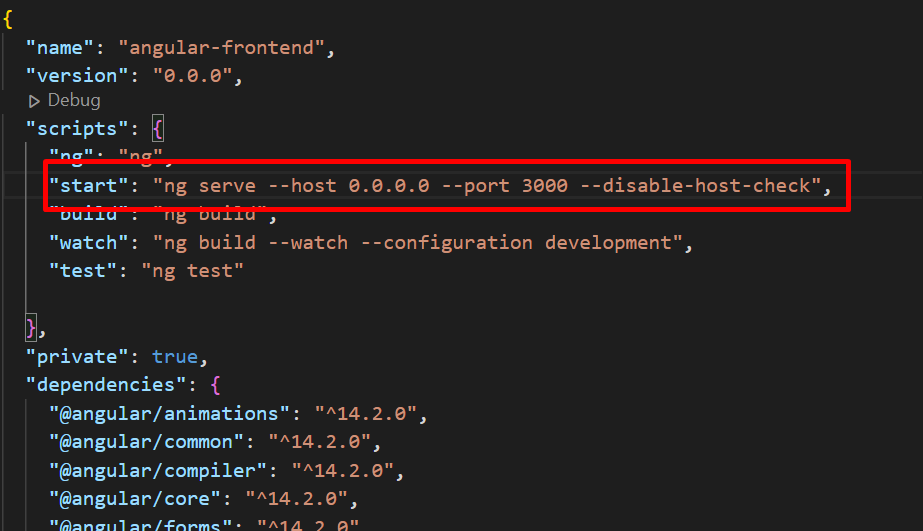 {
"name": "angular-frontend",
"version": "0.0.0",
Debug
"scripts": {
"ng": "ng",
"start": "ng serve --host 0.0.0.0 --port 3000 --disable-host-check",
"build": "ng build",
"watch": "ng build --watch --configuration development",
"test": "ng test"
},
"private": true,
"dependencies": {
"@angular/animations": "^14.2.0",
"@angular/common": "^14.2.0",
"@angular/compiler": "^14.2.0",
"@angular/core": "^14.2.0",
"@angular/forms": "^14.2.0